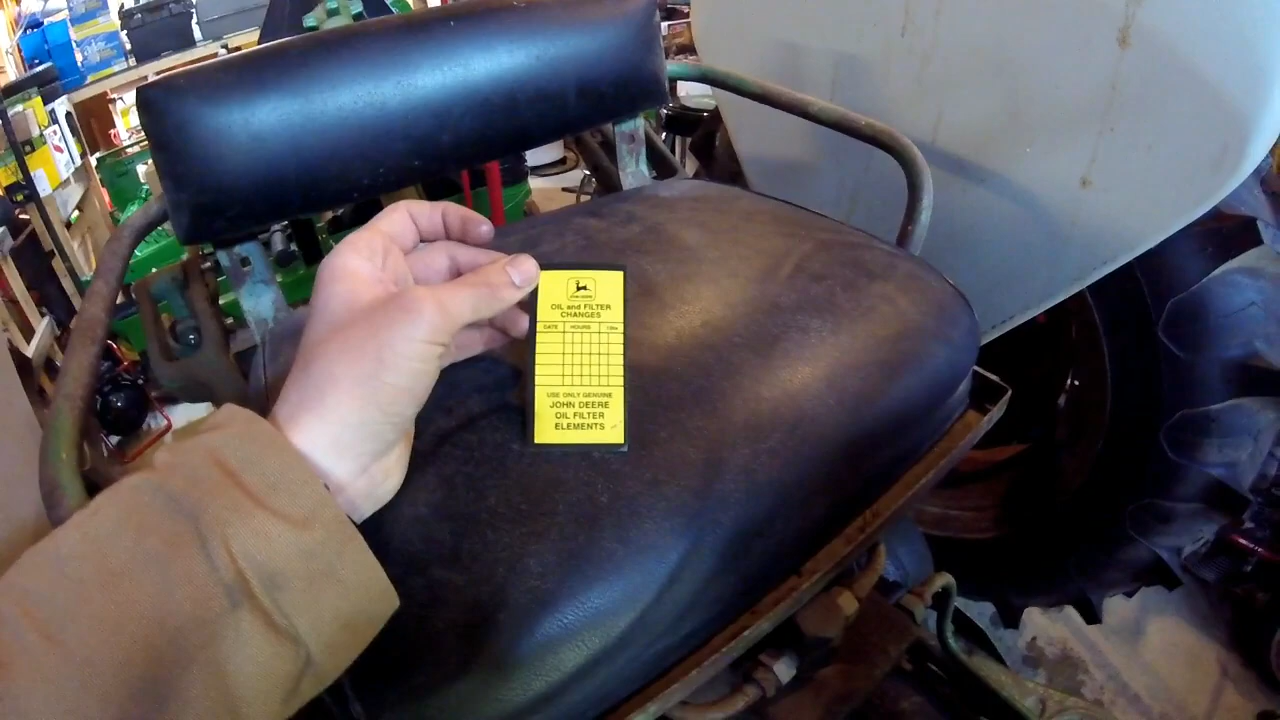 JOHN DEERE
OIL and FILTER
CHANGES
DATE HOURS
USE ONLY GENUINE
JOHN DEERE
OIL FILTER
ELEMENTS